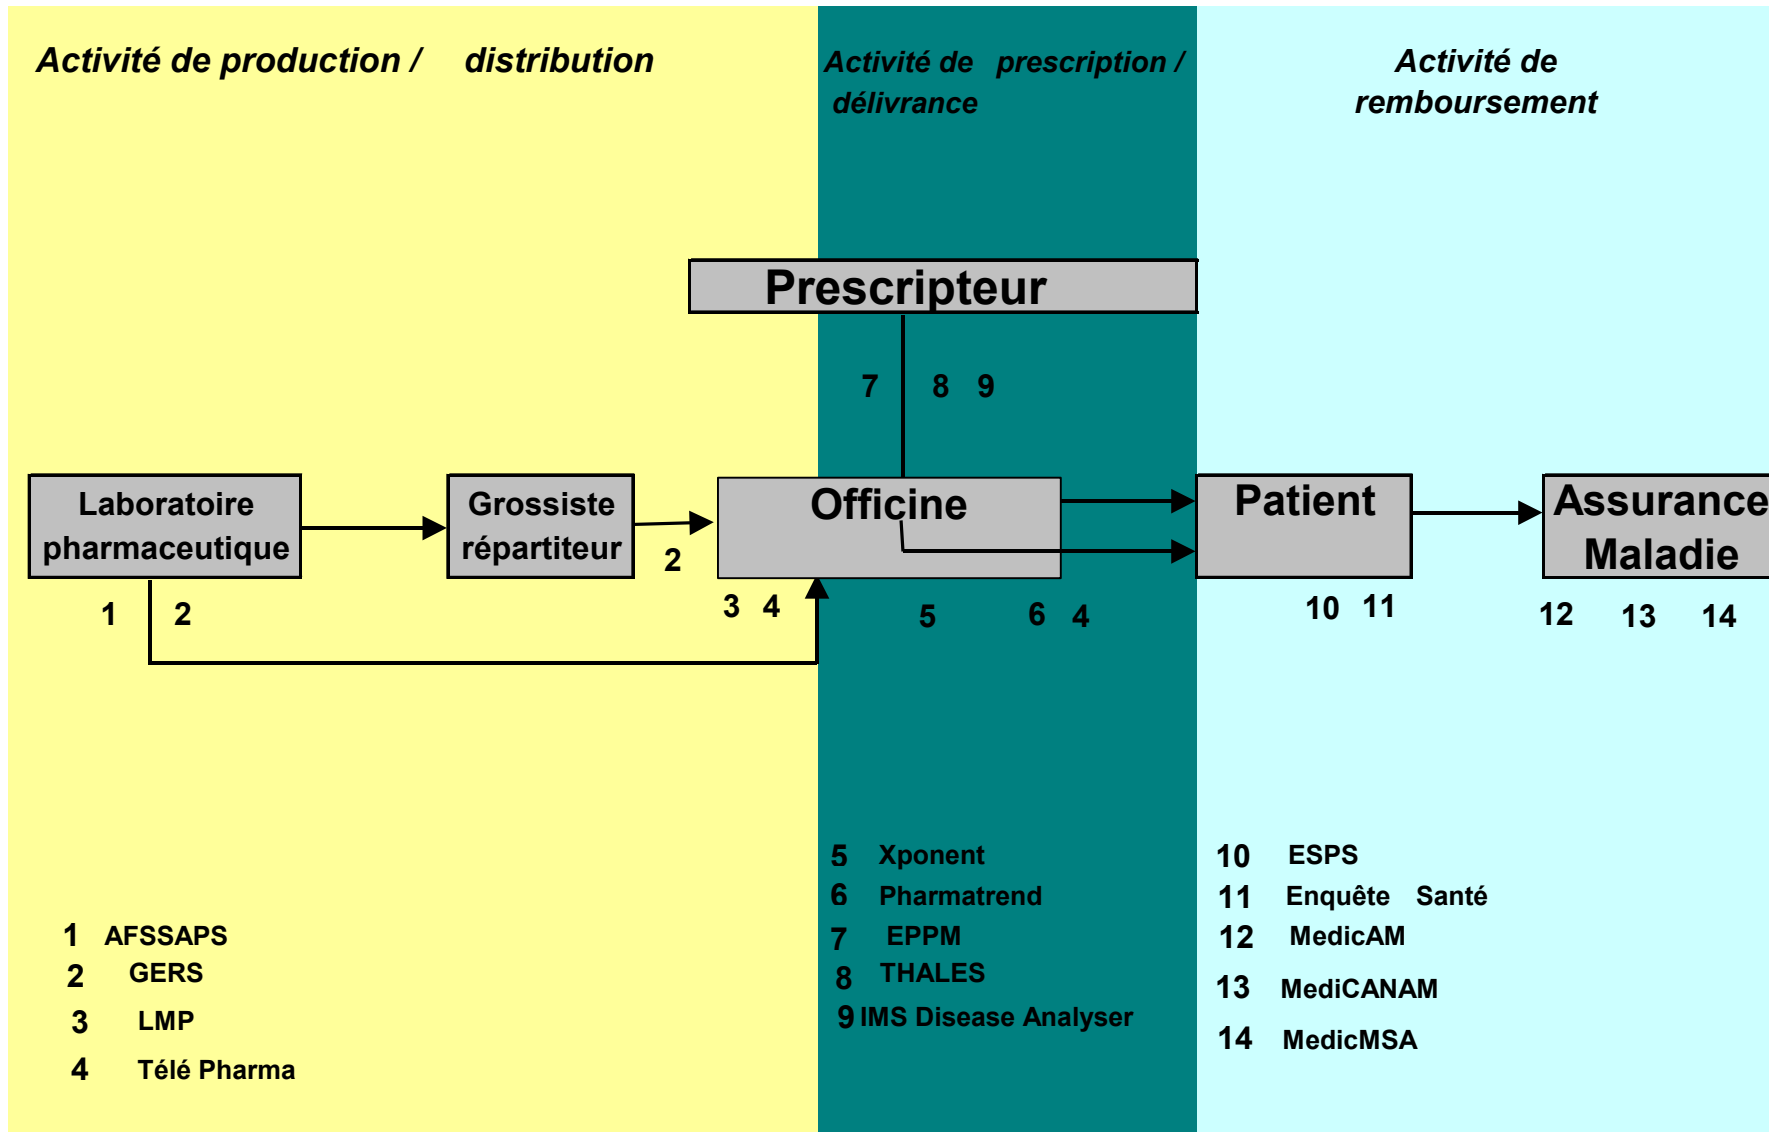 Activité de production / distribution
Activité de prescription /
délivrance
Activité de
remboursement
Prescripteur
7 8 9
Laboratoire
pharmaceutique
Grossiste
répartiteur
2
Officine
Patient
Assurance
Maladie
1 2
3 4
5
6 4
10 11
12 13 14
1 AFSSAPS
2 GERS
3 LMP
4 Télé Pharma
5 Xponent
6 Pharmatrend
7 EPPM
8 THALES
9 IMS Disease Analyser
10 ESPS
11 Enquête Santé
12 MedicAM
13 MediCANAM
14 MedicMSA